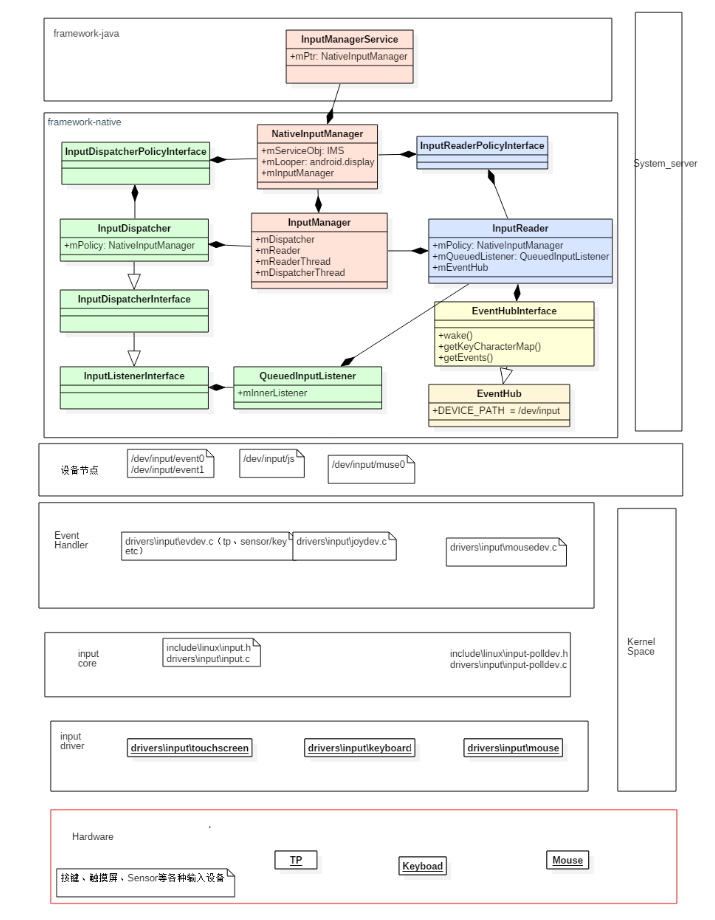 framework-java
InputManagerService
+mPtr: NativeInputManager
System_server
framework-native
InputDispatcherPolicyInterface
NativeInputManager
+mServiceObj: IMS
+mLooper: android.display
+mInputManager
InputReaderPolicyInterface
InputDispatcher
+mPolicy: NativeInputManager
InputManager
+mDispatcher
+mReader
+mReaderThread
+mDispatcherThread
InputReader
+mPolicy: NativeInputManager
+mQueuedListener: QueuedInputListener
+mEventHub
InputDispatcherInterface
EventHubInterface
+wake()
+getKeyCharacterMap()
+getEvents()
InputListenerInterface
QueuedInputListener
+mInnerListener
EventHub
+DEVICE_PATH = /dev/input
设备节点
/dev/input/event0
/dev/input/event1
/dev/input/js
/dev/input/muse0
Event
Handler
drivers\input\evdev.c（tp、sensor/key
etc）
drivers\input\joydev.c
drivers\input\mousedev.c
Kernel
Space
input
core
include\linux\input.h
drivers\input\input.c
include\linux\input-polldev.h
drivers\input\input-polldev.c
input
driver
drivers\input\touchscreen
drivers\input\keyboard
drivers\input\mouse
Hardware
TP
Keyboad
Mouse
按键、触摸屏、Sensor等各种输入设备